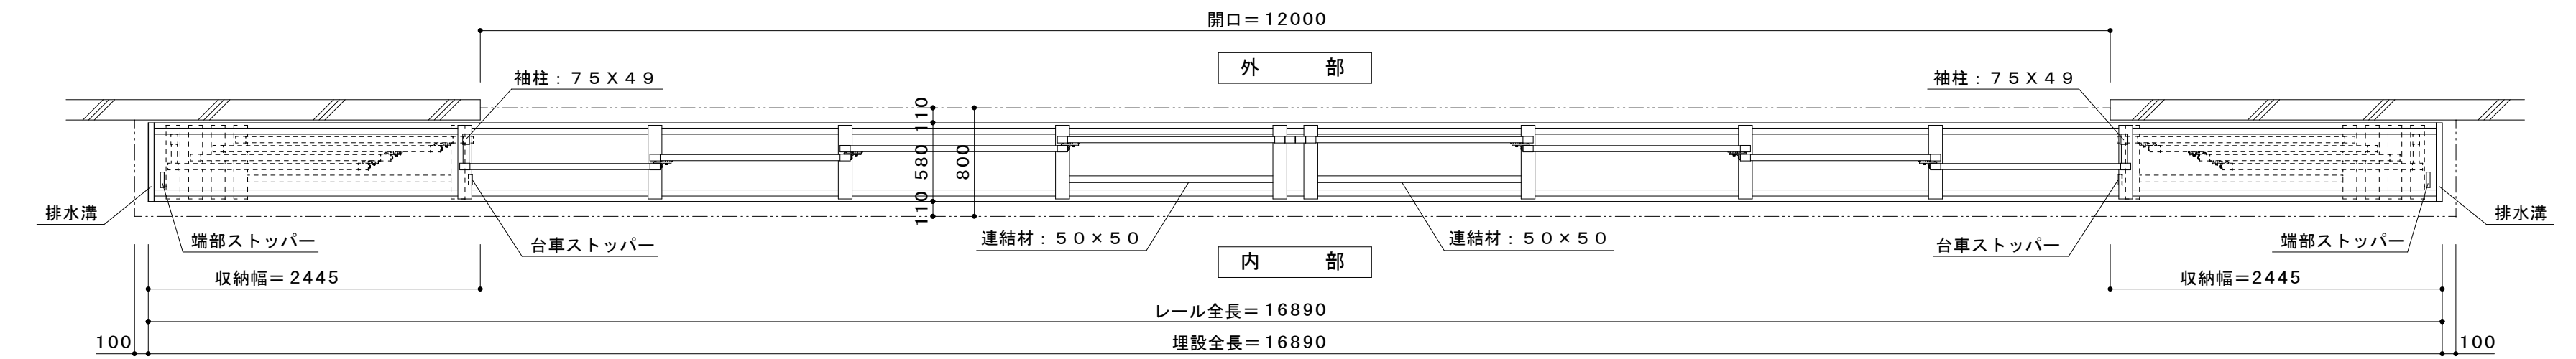 開口＝12000
外　部
袖柱：７５Ｘ４９
袖柱：７５Ｘ４９
110
580
110
800
排水溝
端部ストッパー
台車ストッパー
連結材：５０×５０
連結材：５０×５０
台車ストッパー
端部ストッパー
排水溝
内　部
収納幅＝2445
収納幅＝2445
レール全長＝16890
100
埋設全長＝16890
100